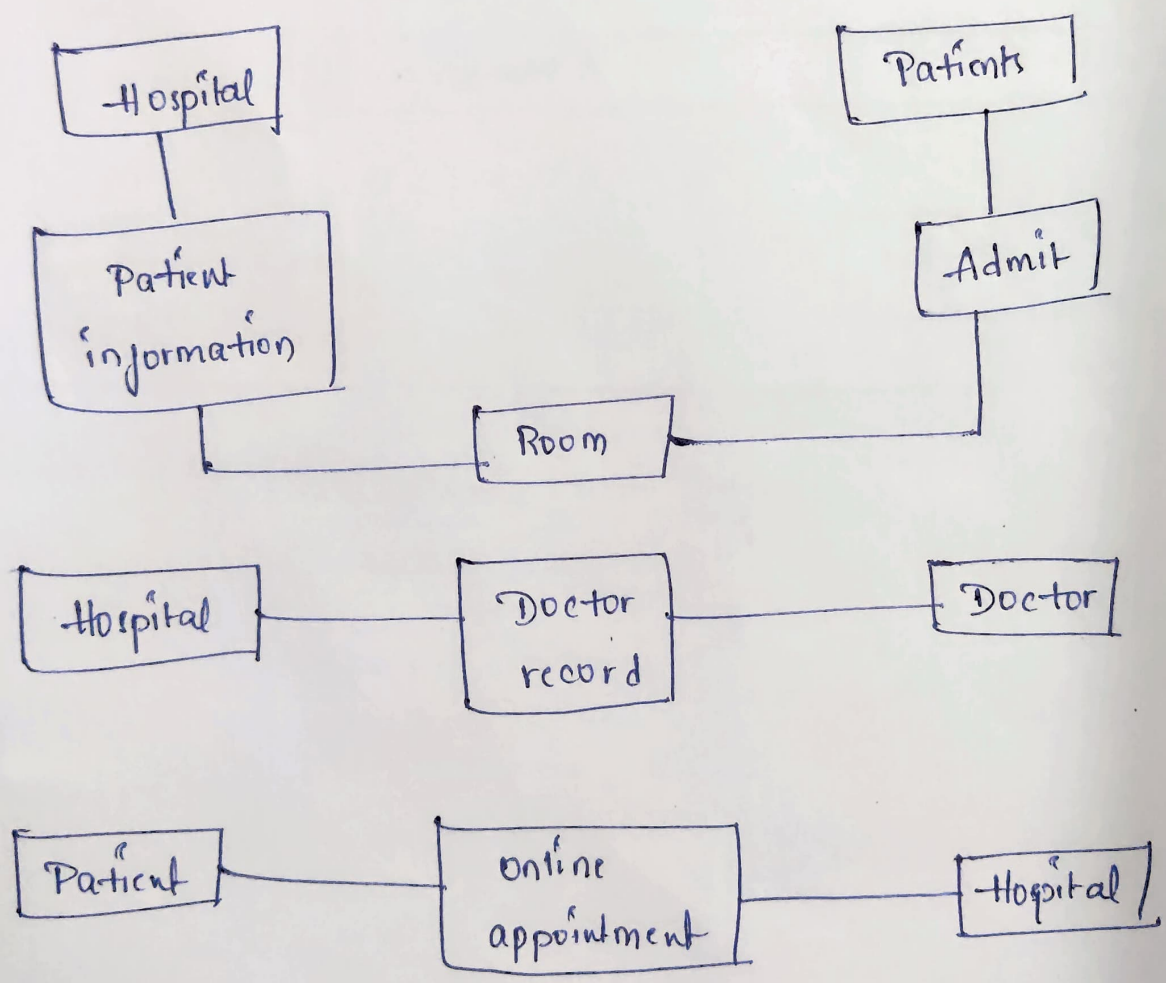 Hospital
Patients
Patient
information
Admit
Room
Hospital
Doctor
record
Doctor
Patient
online
appointment
Hospital